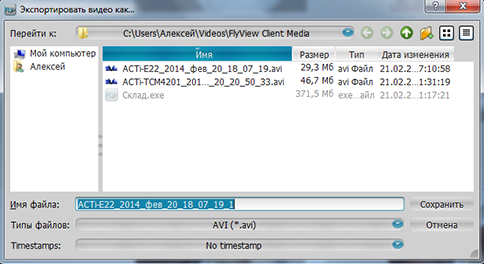 Экспортировать видео как...
Перейти к: C:\Users\Алексей\Videos\FlyView Client Media
Мой компьютер
Алексей
Имя Размер Тип Дата изменения
ACTi-E22_2014_фев_20_18_07_19.avi 29,3 Мб avi Файл 21.02.2...7:10:58
ACTi-TCM4201_201..._20_20_50_33.avi 46,7 Мб avi Файл 21.02.2...1:31:19
Склад.exe 371,5 Мб exe...айл 21.02.2...1:17:21
Имя файла: ACTi-E22_2014_фев_20_18_07_19_1 Сохранить
Типы файлов: AVI (*.avi) Отмена
Timestamps: No timestamp